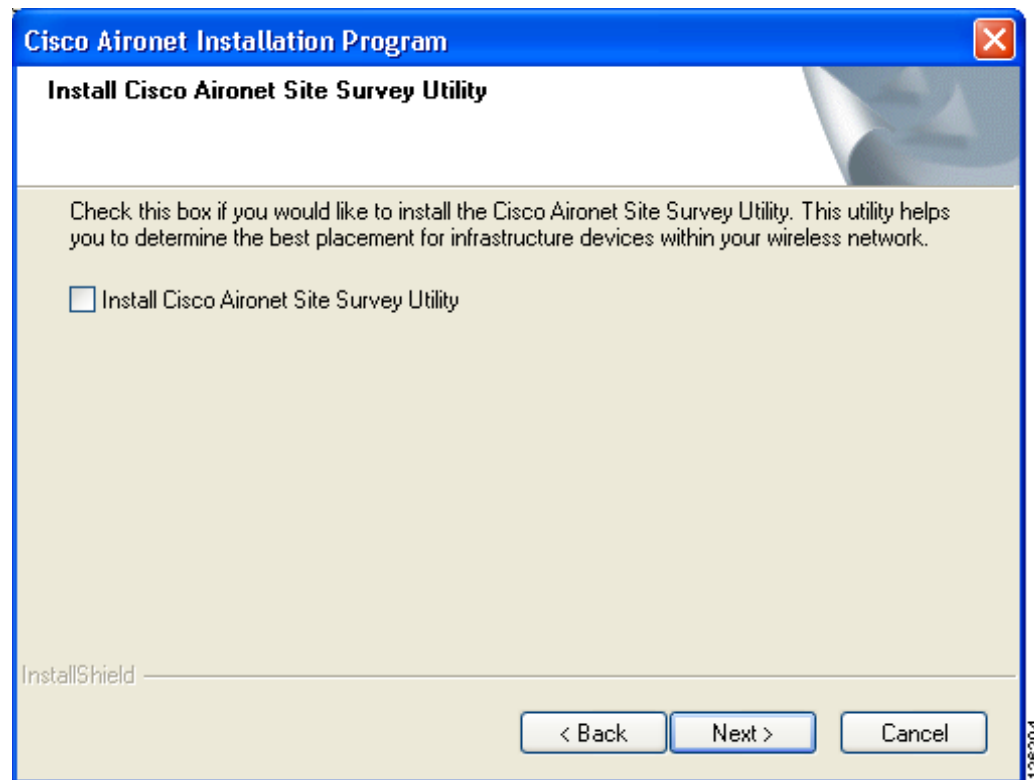 Cisco Aironet Installation Program
Install Cisco Aironet Site Survey Utility
Check this box if you would like to install the Cisco Aironet Site Survey Utility. This utility helps
you to determine the best placement for infrastructure devices within your wireless network.
Install Cisco Aironet Site Survey Utility
InstallShield
< Back
Next >
Cancel